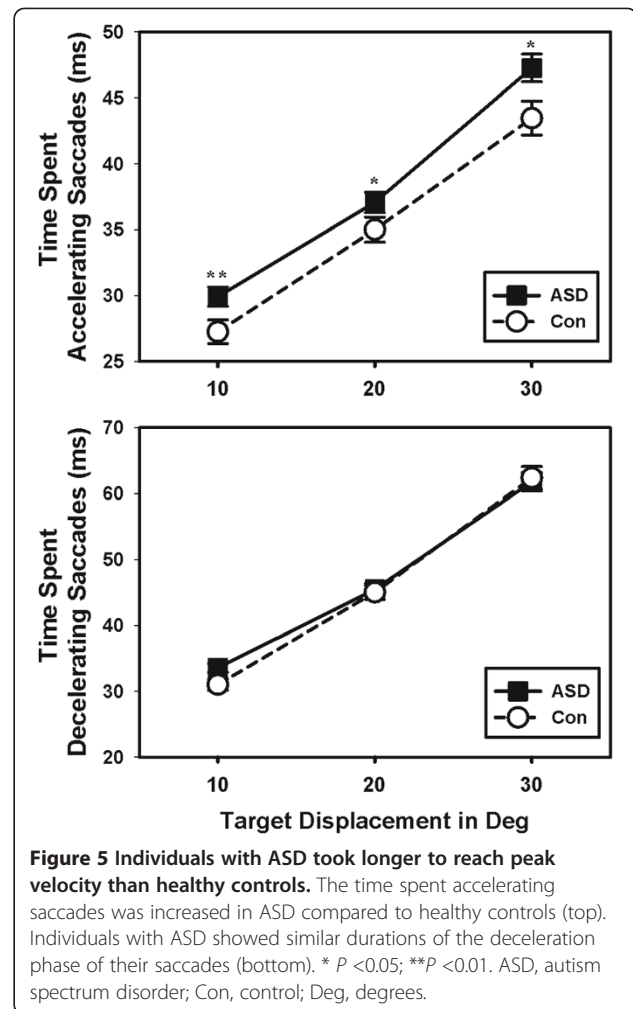 Time Spent
Accelerating Saccades (ms)
50
45
40
35
30
25
**
*
*
ASD
Con
10
20
30
Time Spent
Decelerating Saccades (ms)
70
60
50
40
30
20
ASD
Con
10
20
30
Target Displacement in Deg
Figure 5 Individuals with ASD took longer to reach peak
velocity than healthy controls. The time spent accelerating
saccades was increased in ASD compared to healthy controls (top).
Individuals with ASD showed similar durations of the deceleration
phase of their saccades (bottom). * P <0.05; **P <0.01. ASD, autism
spectrum disorder; Con, control; Deg, degrees.